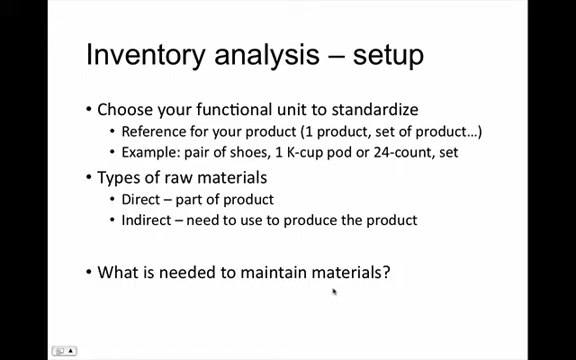 Inventory analysis – setup
• Choose your functional unit to standardize
• Reference for your product (1 product, set of product…)
• Example: pair of shoes, 1 K-cup pod or 24-count, set
• Types of raw materials
• Direct – part of product
• Indirect – need to use to produce the product
• What is needed to maintain materials?